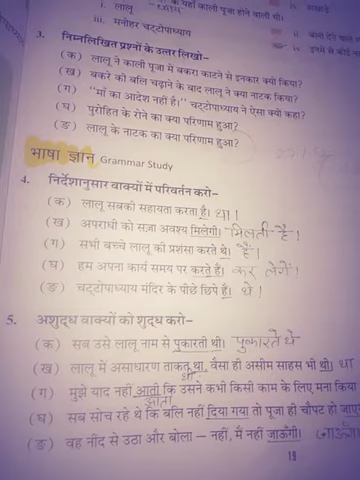 के यहाँ काली पूजा होने वाली थी।
i. लालू
iii. मनोहर चट्टोपाध्याय
3. निम्नलिखित प्रश्नों के उत्तर लिखो–
(क) लालू ने काली पूजा में बकरा काटने से इनकार क्यों किया?
(ख) बकरे को बलि चढ़ाने के बाद लालू ने क्या नाटक किया?
(ग) "माँ का आदेश नहीं है।" चट्टोपाध्याय ने ऐसा क्यों कहा?
(घ) पुरोहित के रोने का क्या परिणाम हुआ?
(ङ) लालू के नाटक का क्या परिणाम हुआ?
भाषा ज्ञान Grammar Study
4. निर्देशानुसार वाक्यों में परिवर्तन करो–
(क) लालू सबकी सहायता करता है। था।
(ख) अपराधी को सज़ा अवश्य मिलेगी। मिलती है।
(ग) सभी बच्चे लालू की प्रशंसा करते थे। हैं।
(घ) हम अपना कार्य समय पर करते हैं। कर लेगें।
(ङ) चट्टोपाध्याय मंदिर के पीछे छिपे हैं। थे।
5. अशुद्ध वाक्यों को शुद्ध करो–
(क) सब उसे लालू नाम से पुकारती थी। पुकारते थे
(ख) लालू में असाधारण ताकत था, वैसा ही असीम साहस भी थी। था
थी
(ग) मुझे याद नहीं आती कि उसने कभी किसी काम के लिए मना किया
आता
(घ) सब सोच रहे थे कि बलि नहीं दिया गया तो पूजा ही चौपट हो
(ङ) वह नींद से उठा और बोला – नहीं, मैं नहीं जाऊँगी।
19